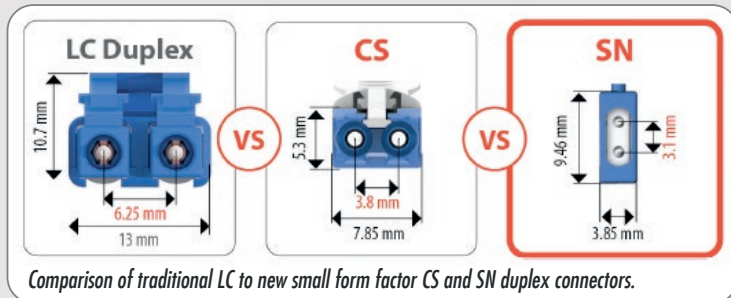 LC Duplex
10.7 mm
6.25 mm
13 mm
VS
CS
5.3 mm
3.8 mm
7.85 mm
VS
SN
9.46 mm
3.1 mm
3.85 mm
Comparison of traditional LC to new small form factor CS and SN duplex connectors.